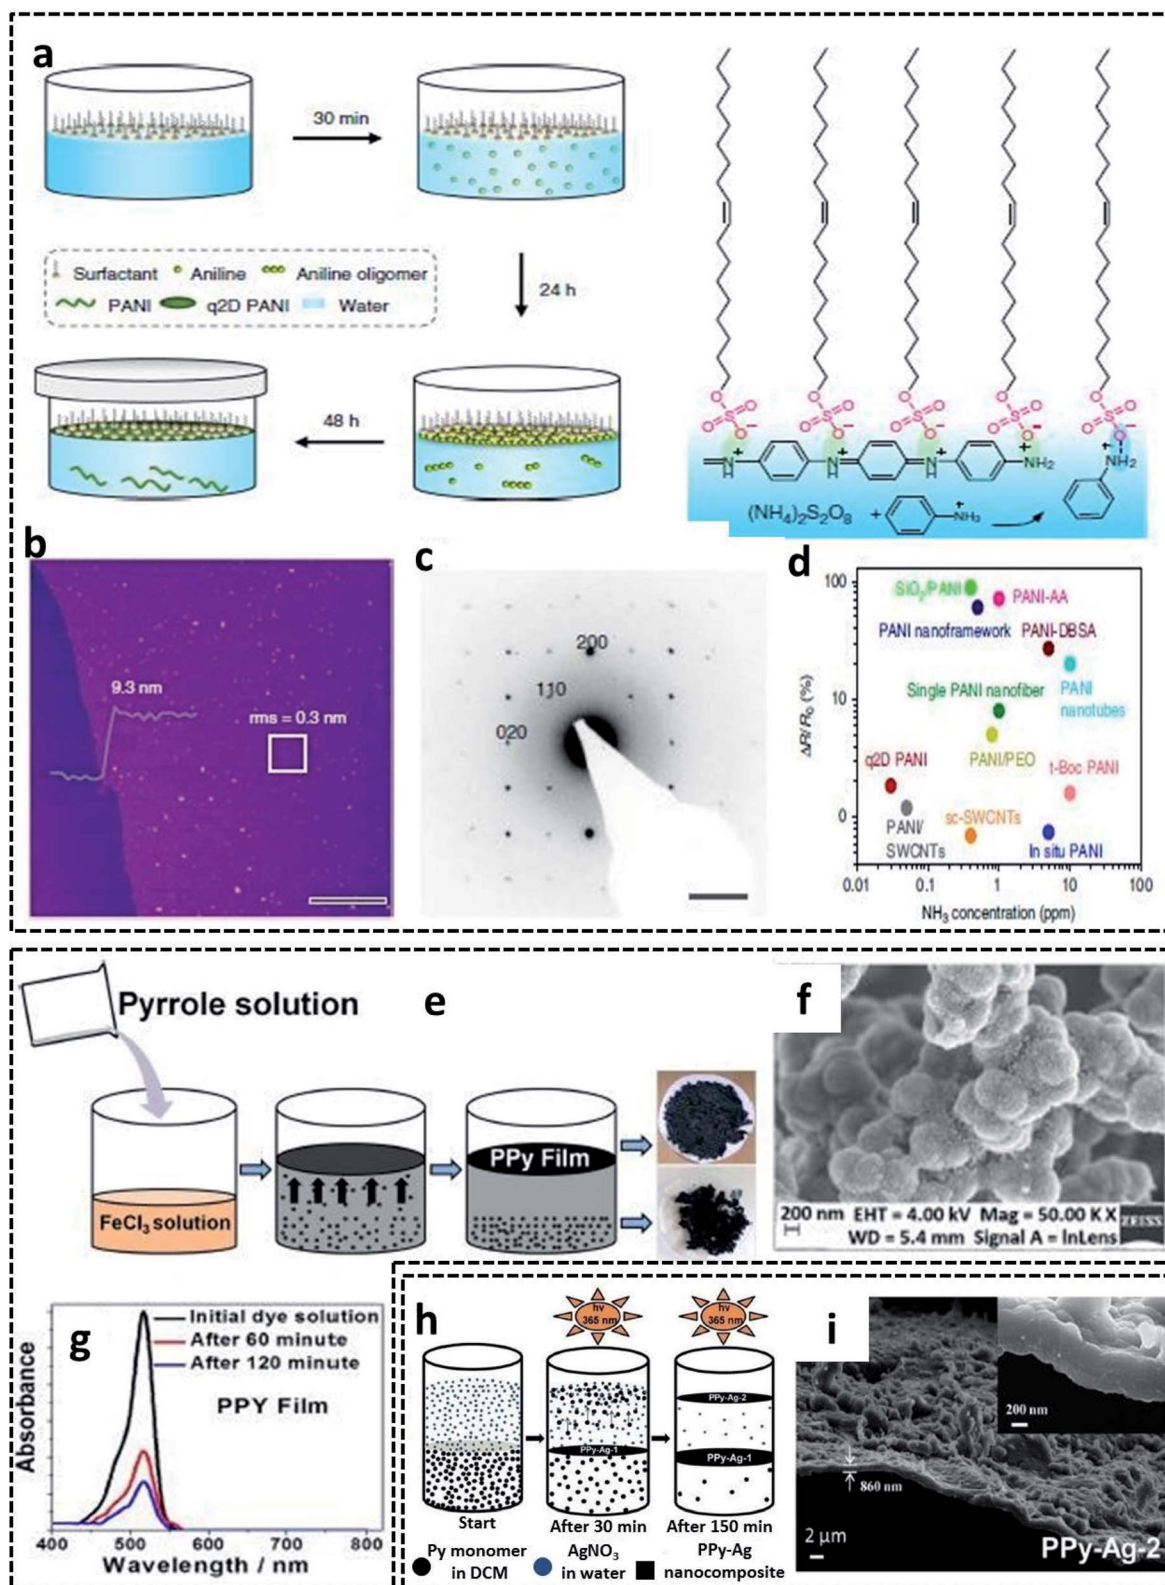 a
30 min
Surfactant Aniline Aniline oligomer
PANI q2D PANI Water
24 h
48 h
O O O O O
O S O O S O O S O O S O O S O
O− O− O− O− O−
N+ H N+ H N+ H NH2 NH2
(NH4)2S2O8 + NH3
b
9.3 nm
rms = 0.3 nm
c
200
110
020
d
ΔR/R0 (%)
100
10
0
SiO2/PANI
PANI-AA
PANI nanoframework
PANI-DBSA
Single PANI nanofiber
PANI nanotubes
PANI/PEO
q2D PANI
t-Boc PANI
PANI/
SWCNTs
sc-SWCNTs
In situ PANI
0.01 0.1 1 10 100
NH3 concentration (ppm)
Pyrrole solution
e
FeCl3 solution
PPy Film
f
200 nm EHT = 4.00 kV Mag = 50.00 K X
WD = 5.4 mm Signal A = InLens
ZEISS
g
Absorbance
Initial dye solution
After 60 minute
After 120 minute
PPY Film
400 500 600 700 800
Wavelength / nm
h
hv
365 nm
hv
365 nm
PPy-Ag-1
PPy-Ag-2
PPy-Ag-1
Start After 30 min After 150 min
Py monomer in DCM
AgNO3 in water
PPy-Ag nanocomposite
i
200 nm
860 nm
2 μm
PPy-Ag-2